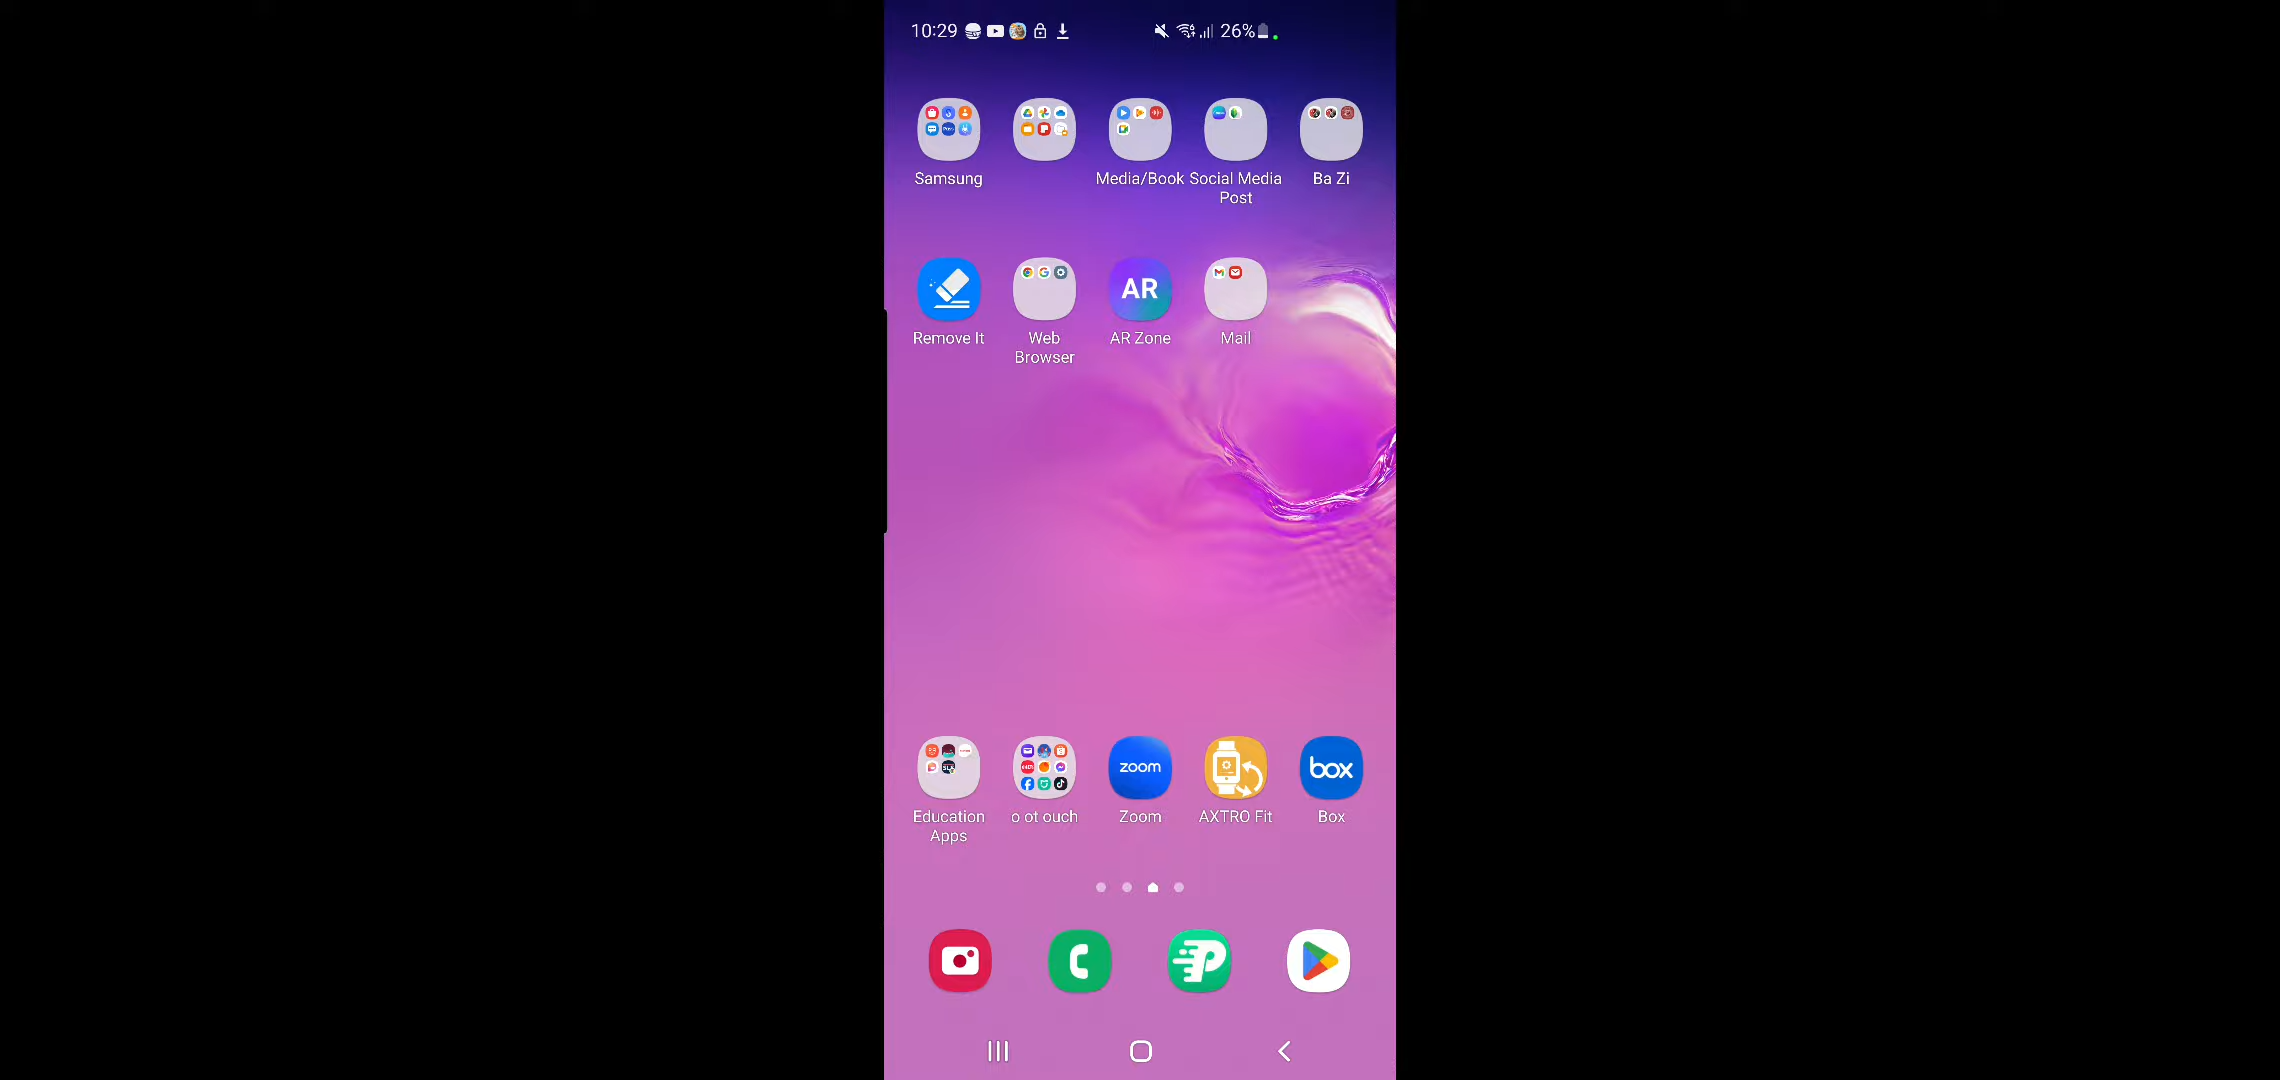 10:29
26%
Samsung
Media/Book
Social Media
Post
Ba Zi
Remove It
Web
Browser
AR
AR Zone
Mail
Education
Apps
o ot ouch
zoom
Zoom
AXTRO Fit
box
Box